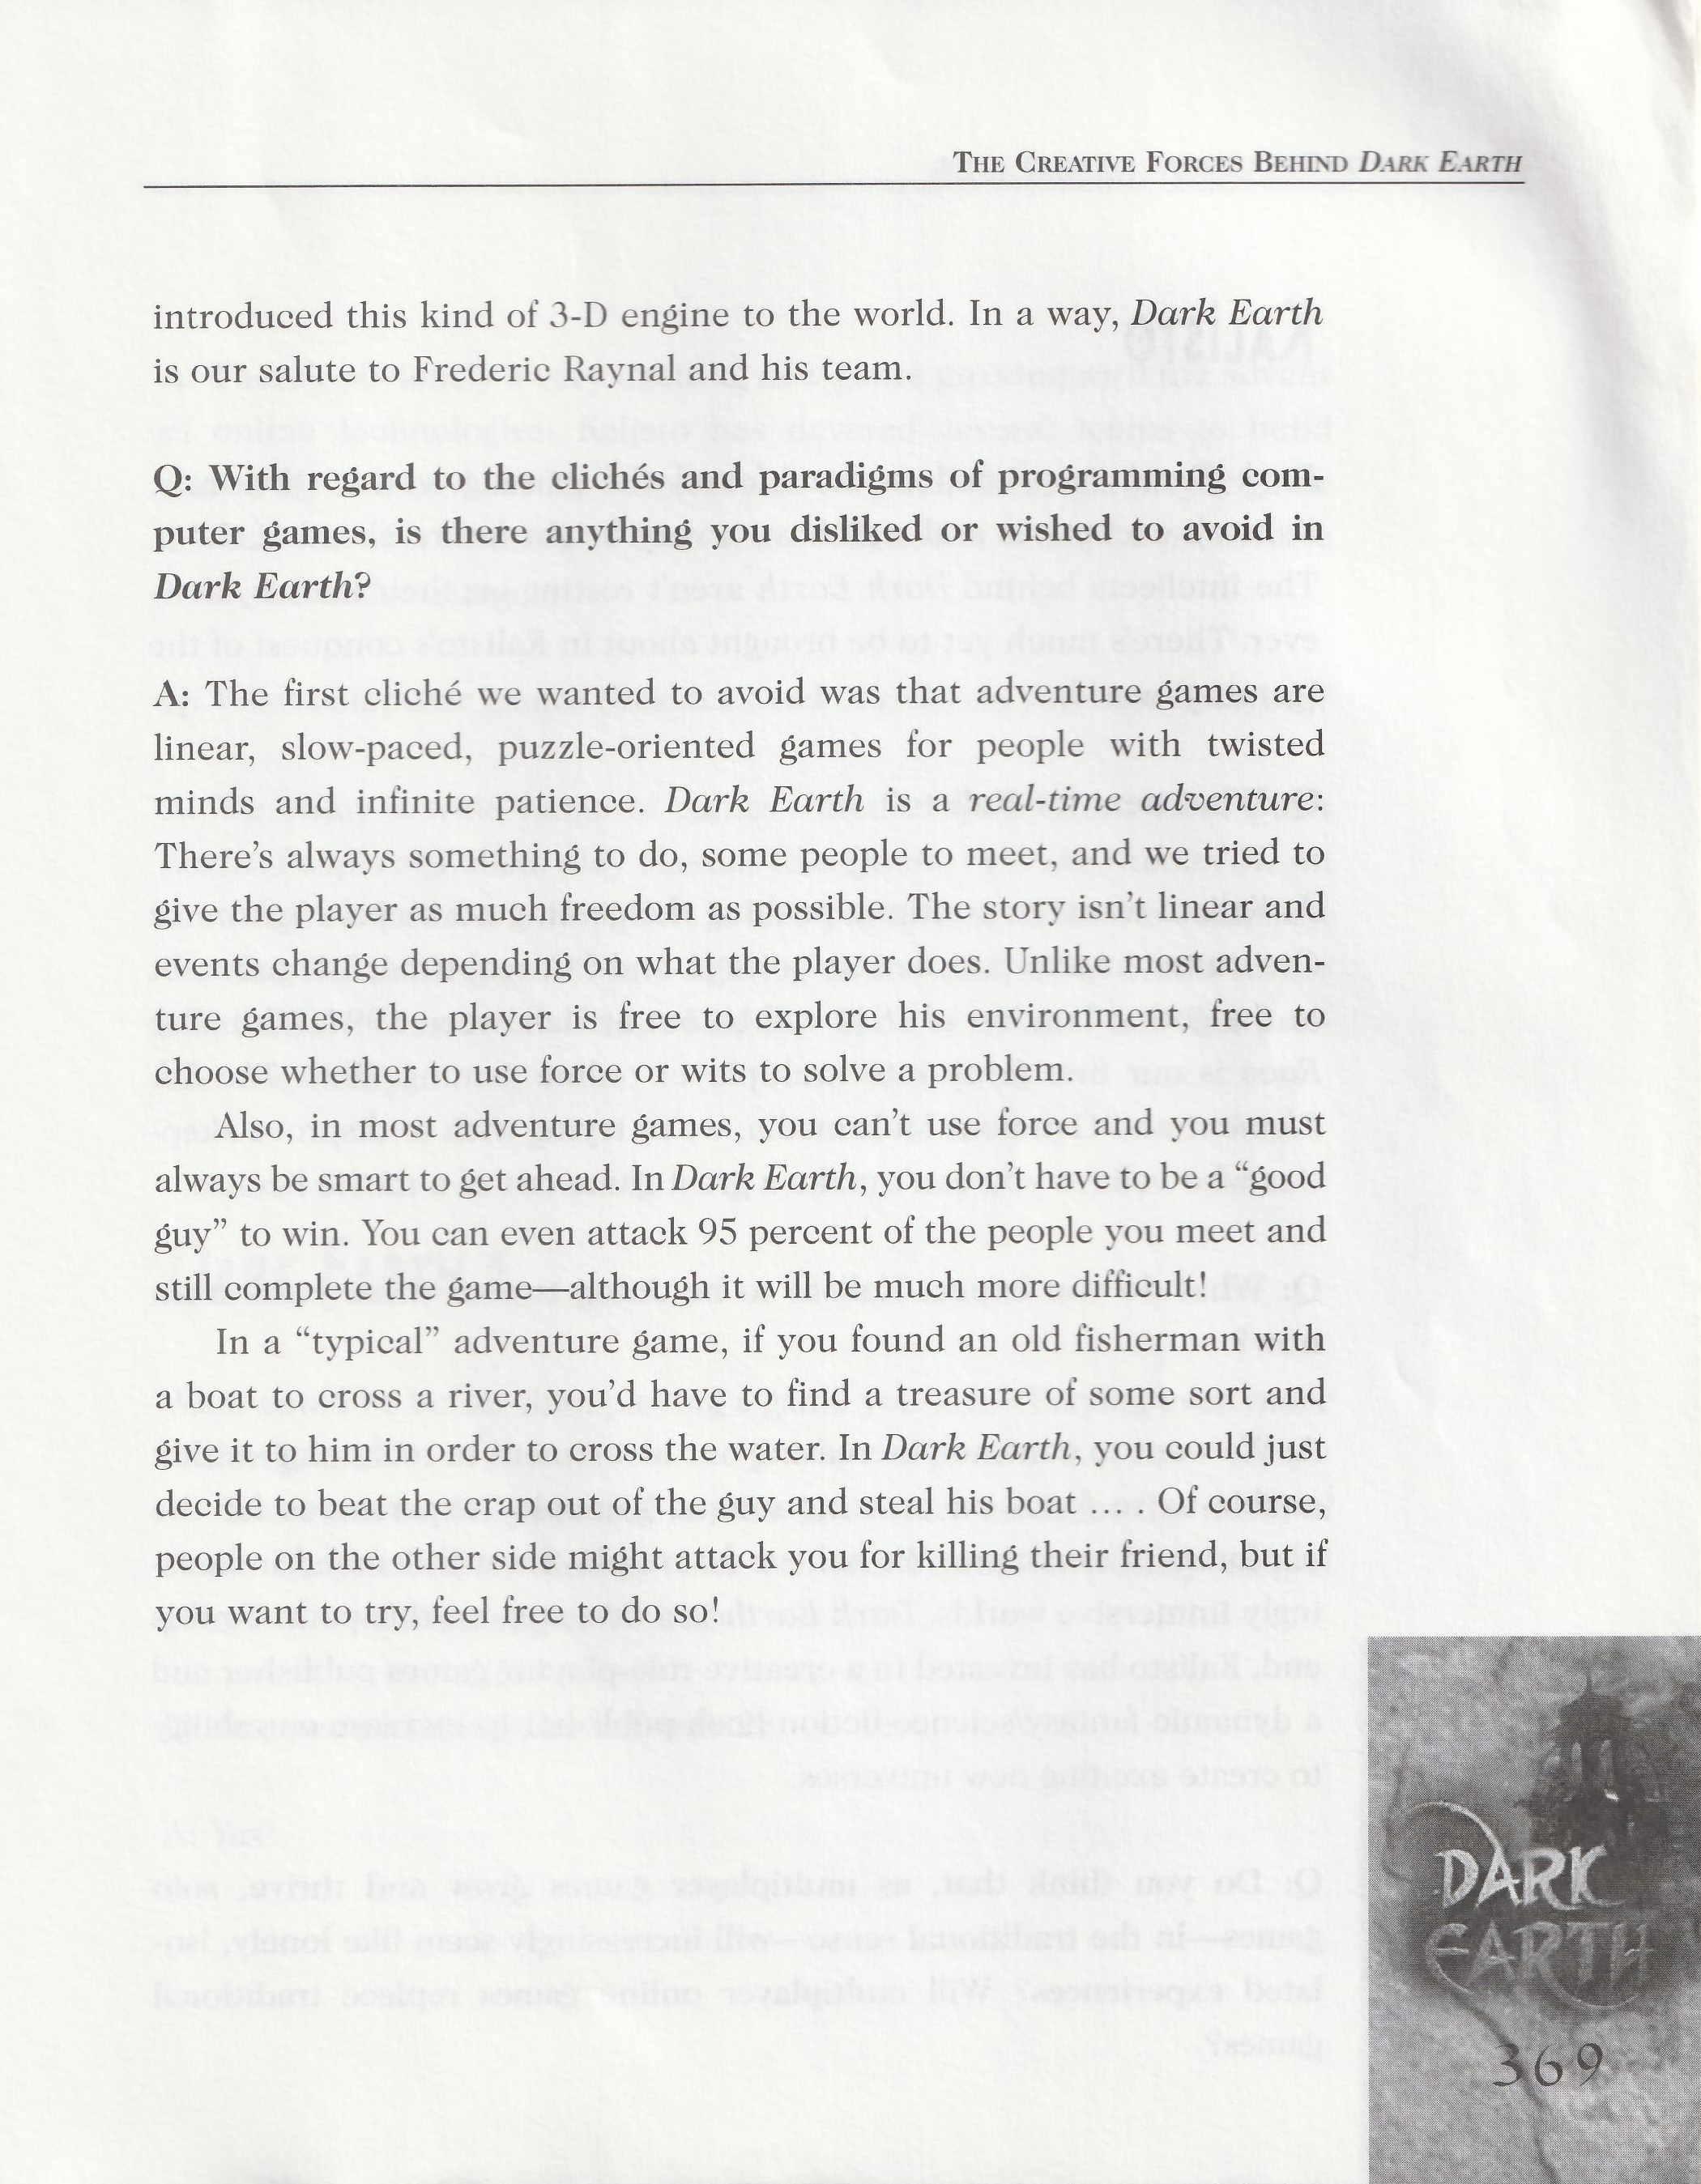 THE CREATIVE FORCES BEHIND DARK EARTH
introduced this kind of 3-D engine to the world. In a way, Dark Earth
is our salute to Frederic Raynal and his team.
Q: With regard to the clichés and paradigms of programming com-
puter games, is there anything you disliked or wished to avoid in
Dark Earth?
A: The first cliché we wanted to avoid was that adventure games are
linear, slow-paced, puzzle-oriented games for people with twisted
minds and infinite patience. Dark Earth is a real-time adventure:
There's always something to do, some people to meet, and we tried to
give the player as much freedom as possible. The story isn't linear and
events change depending on what the player does. Unlike most adven-
ture games, the player is free to explore his environment, free to
choose whether to use force or wits to solve a problem.
Also, in most adventure games, you can't use force and you must
always be smart to get ahead. In Dark Earth, you don't have to be a “good
guy” to win. You can even attack 95 percent of the people you meet and
still complete the game—although it will be much more difficult!
In a “typical” adventure game, if you found an old fisherman with
a boat to cross a river, you'd have to find a treasure of some sort and
give it to him in order to cross the water. In Dark Earth, you could just
decide to beat the crap out of the guy and steal his boat ... . Of course,
people on the other side might attack you for killing their friend, but if
you want to try, feel free to do so!
DARK
EARTH
369